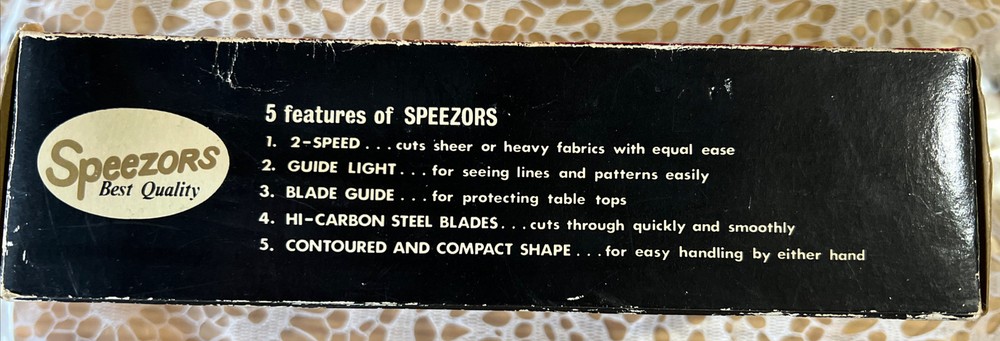 Speezors
Best Quality
5 features of SPEEZORS
1. 2-SPEED...cuts sheer or heavy fabrics with equal ease
2. GUIDE LIGHT...for seeing lines and patterns easily
3. BLADE GUIDE...for protecting table tops
4. HI-CARBON STEEL BLADES...cuts through quickly and smoothly
5. CONTOURED AND COMPACT SHAPE...for easy handling by either hand